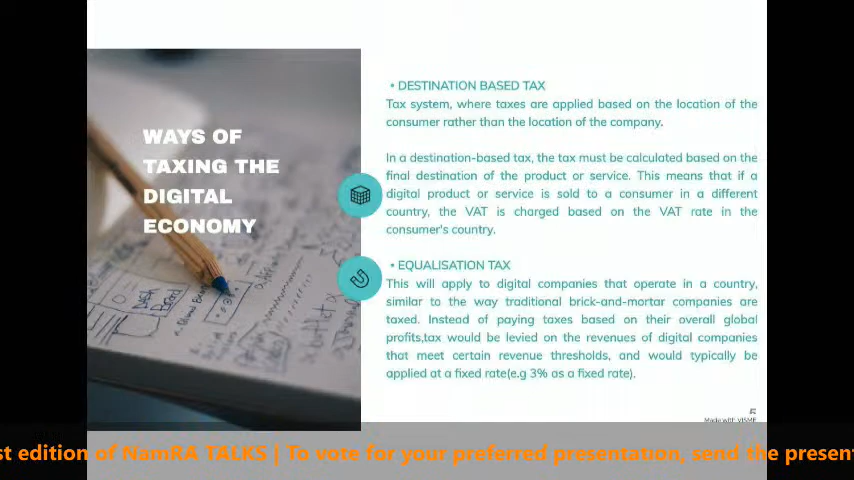 WAYS OF
TAXING THE
DIGITAL
ECONOMY
• DESTINATION BASED TAX
Tax system, where taxes are applied based on the location of the
consumer rather than the location of the company.
In a destination-based tax, the tax must be calculated based on the
final destination of the product or service. This means that if a
digital product or service is sold to a consumer in a different
country, the VAT is charged based on the VAT rate in the
consumer's country.
• EQUALISATION TAX
This will apply to digital companies that operate in a country,
similar to the way traditional brick-and-mortar companies are
taxed. Instead of paying taxes based on their overall global
profits,tax would be levied on the revenues of digital companies
that meet certain revenue thresholds, and would typically be
applied at a fixed rate(e.g 3% as a fixed rate).
Made with VISME
st edition of NamRA TALKS | To vote for your preferred presentation, send the present